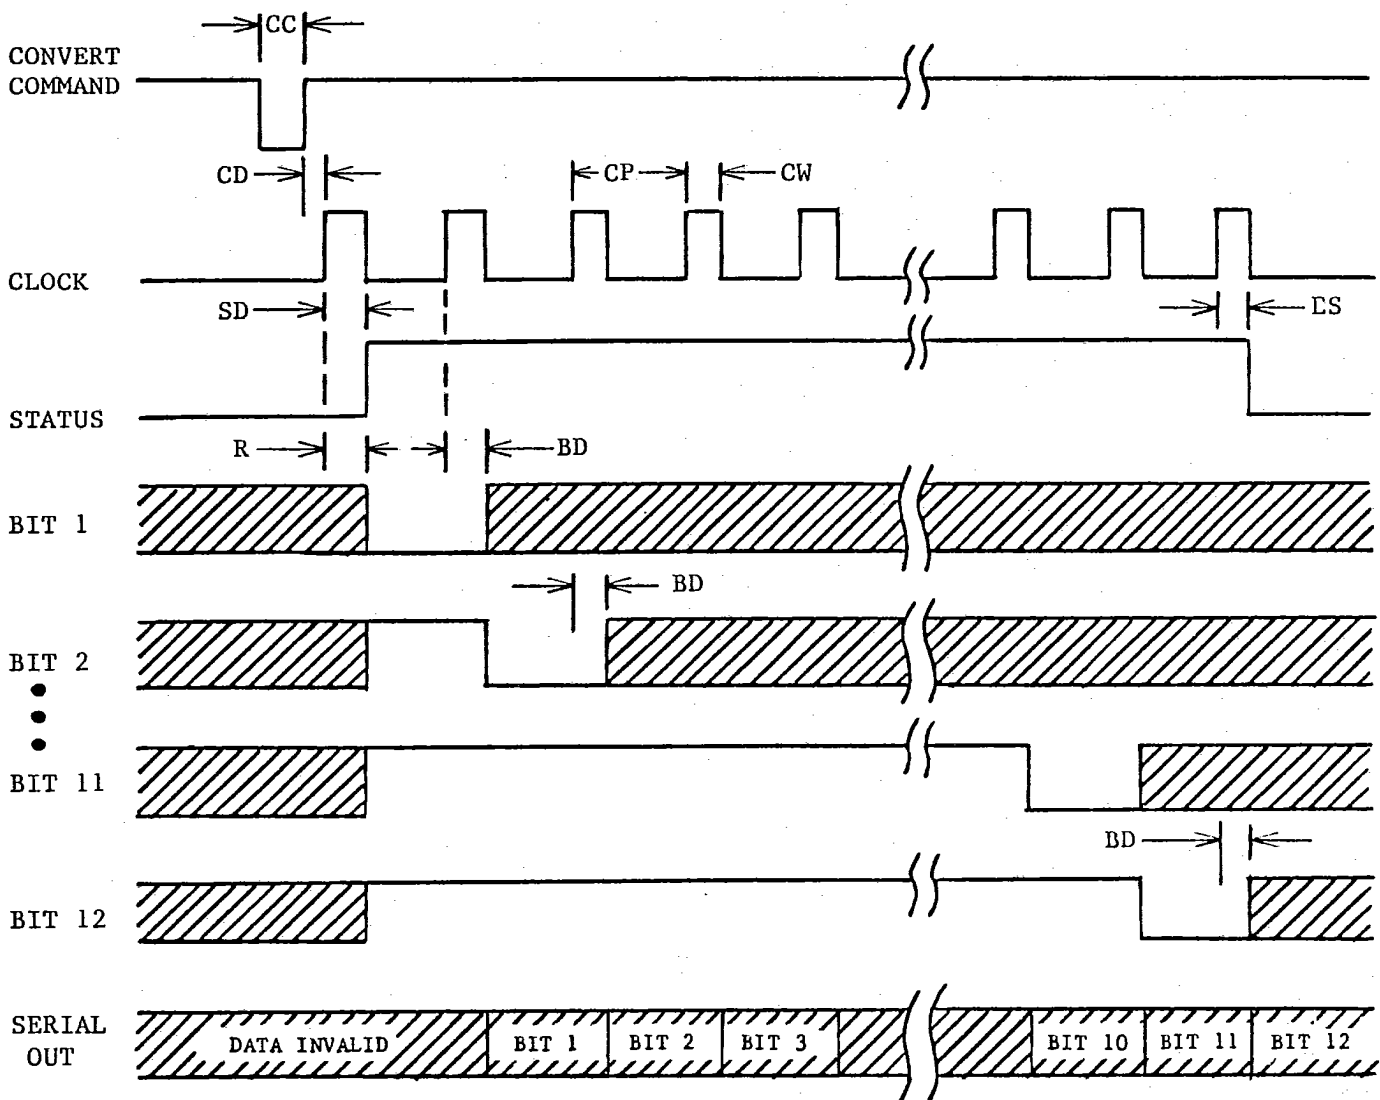 CC
CONVERT
COMMAND
CD
CP
CW
CLOCK
SD
ES
STATUS
R
BD
BIT 1
BD
BIT 2
BIT 11
BD
BIT 12
SERIAL
OUT
DATA INVALID
BIT 1
BIT 2
BIT 3
BIT 10
BIT 11
BIT 12